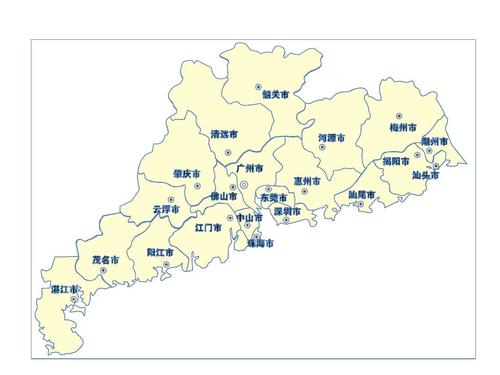 韶关市
梅州市
清远市
河源市
潮州市
揭阳市
广州市
肇庆市
汕头市
惠州市
佛山市
东莞市
汕尾市
云浮市
深圳市
中山市
江门市
珠海市
阳江市
茂名市
湛江市